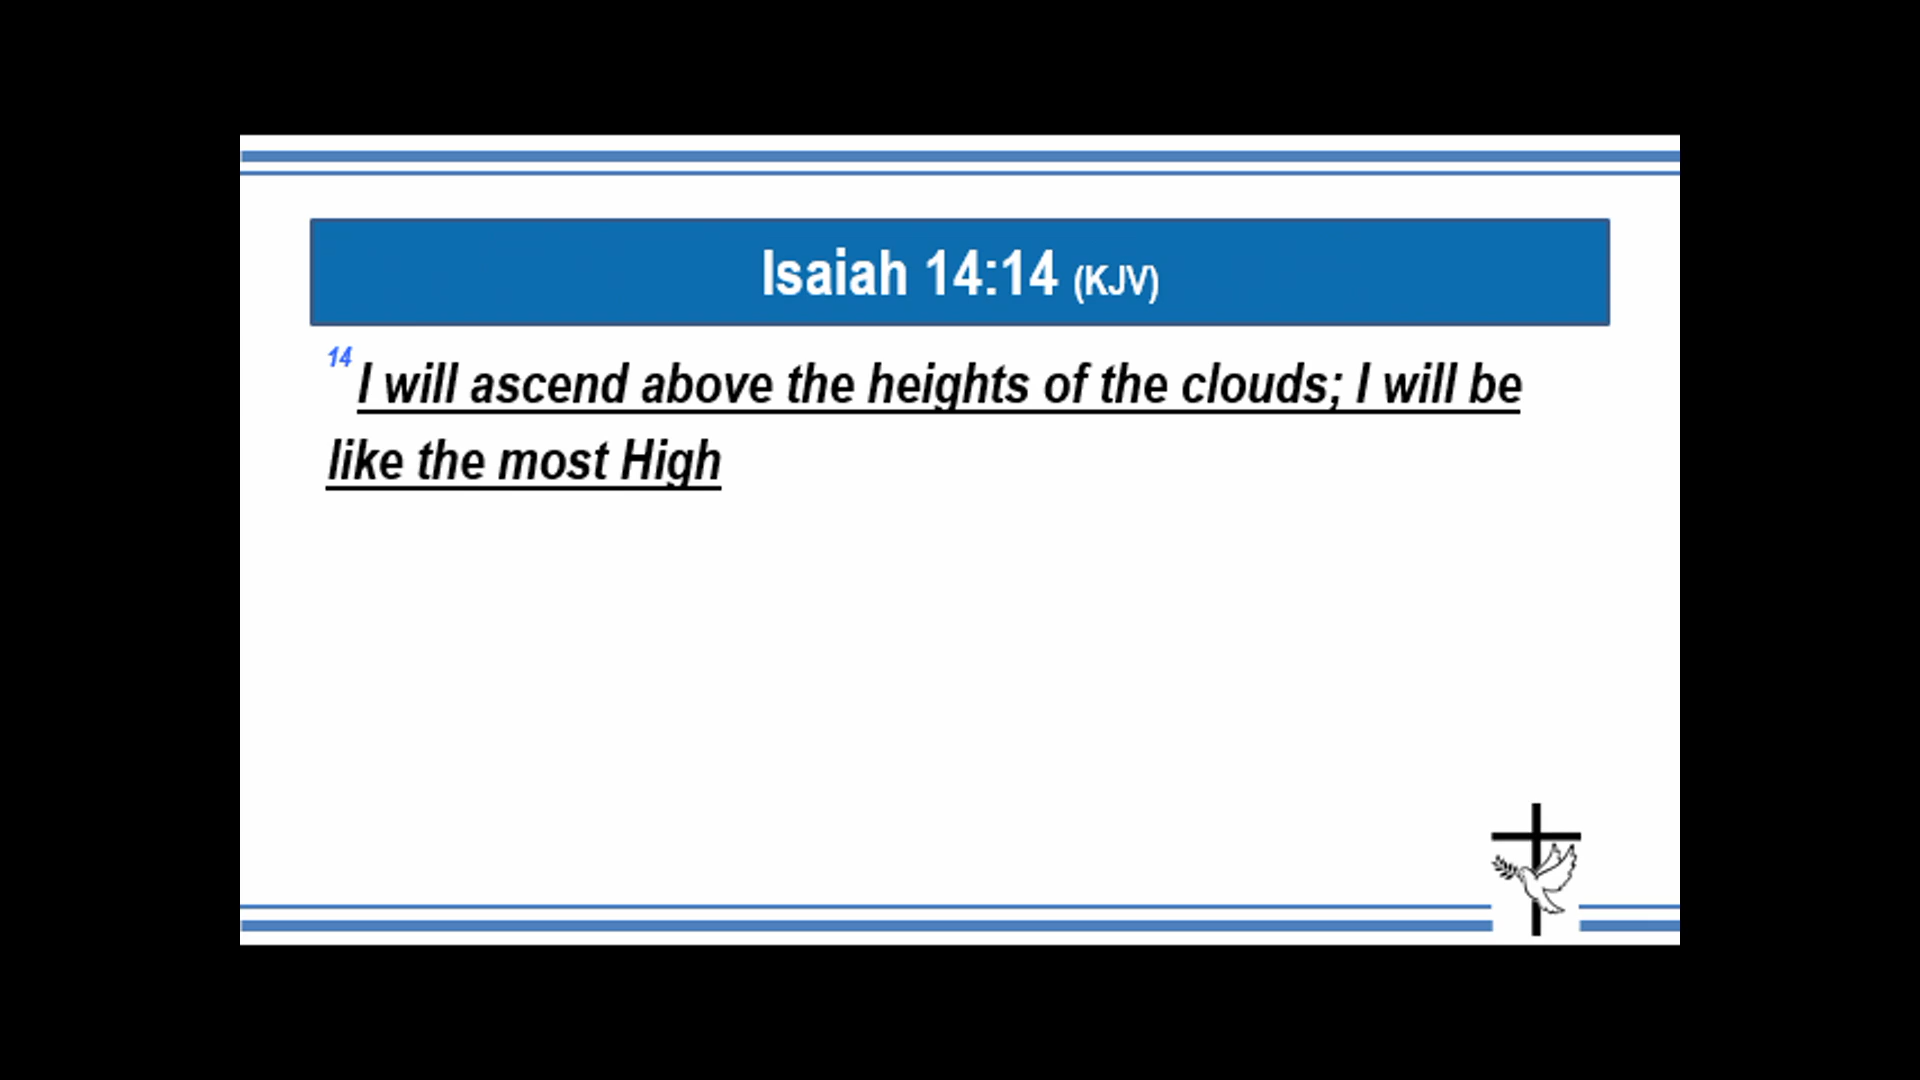 Isaiah 14:14 (KJV)
14 I will ascend above the heights of the clouds; I will be
like the most High